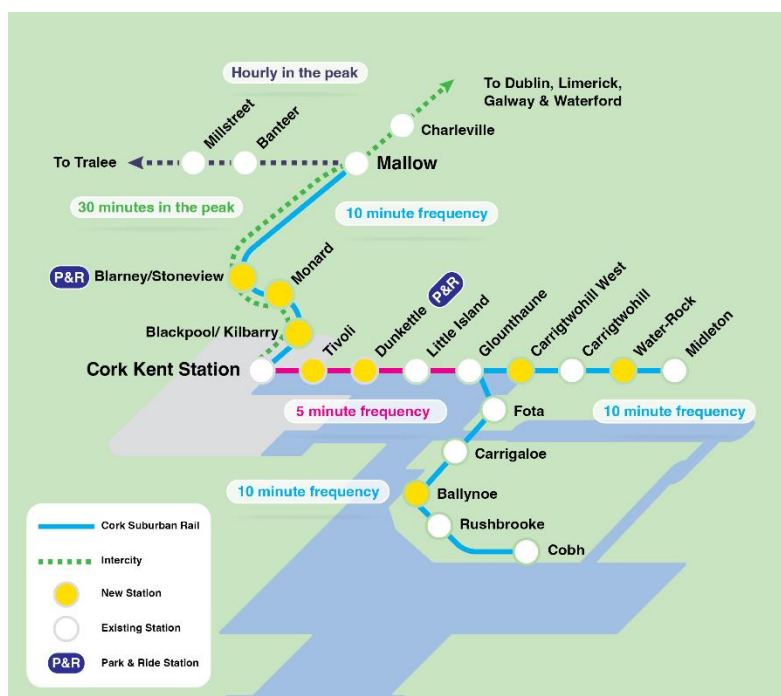 Hourly in the peak
To Dublin, Limerick,
Galway & Waterford
Millstreet
Banteer
Charleville
To Tralee
Mallow
30 minutes in the peak
10 minute frequency
P&R
Blarney/Stoneview
Monard
Blackpool/ Kilbarry
Cork Kent Station
Tivoli
Dunkettle
P&R
Little Island
Glounthaune
Carrigtwohill West
Carrigtwohill
Water-Rock
Midleton
5 minute frequency
Fota
10 minute frequency
Carrigaloe
10 minute frequency
Ballynoe
Rushbrooke
Cobh
Cork Suburban Rail
Intercity
New Station
Existing Station
P&R
Park & Ride Station